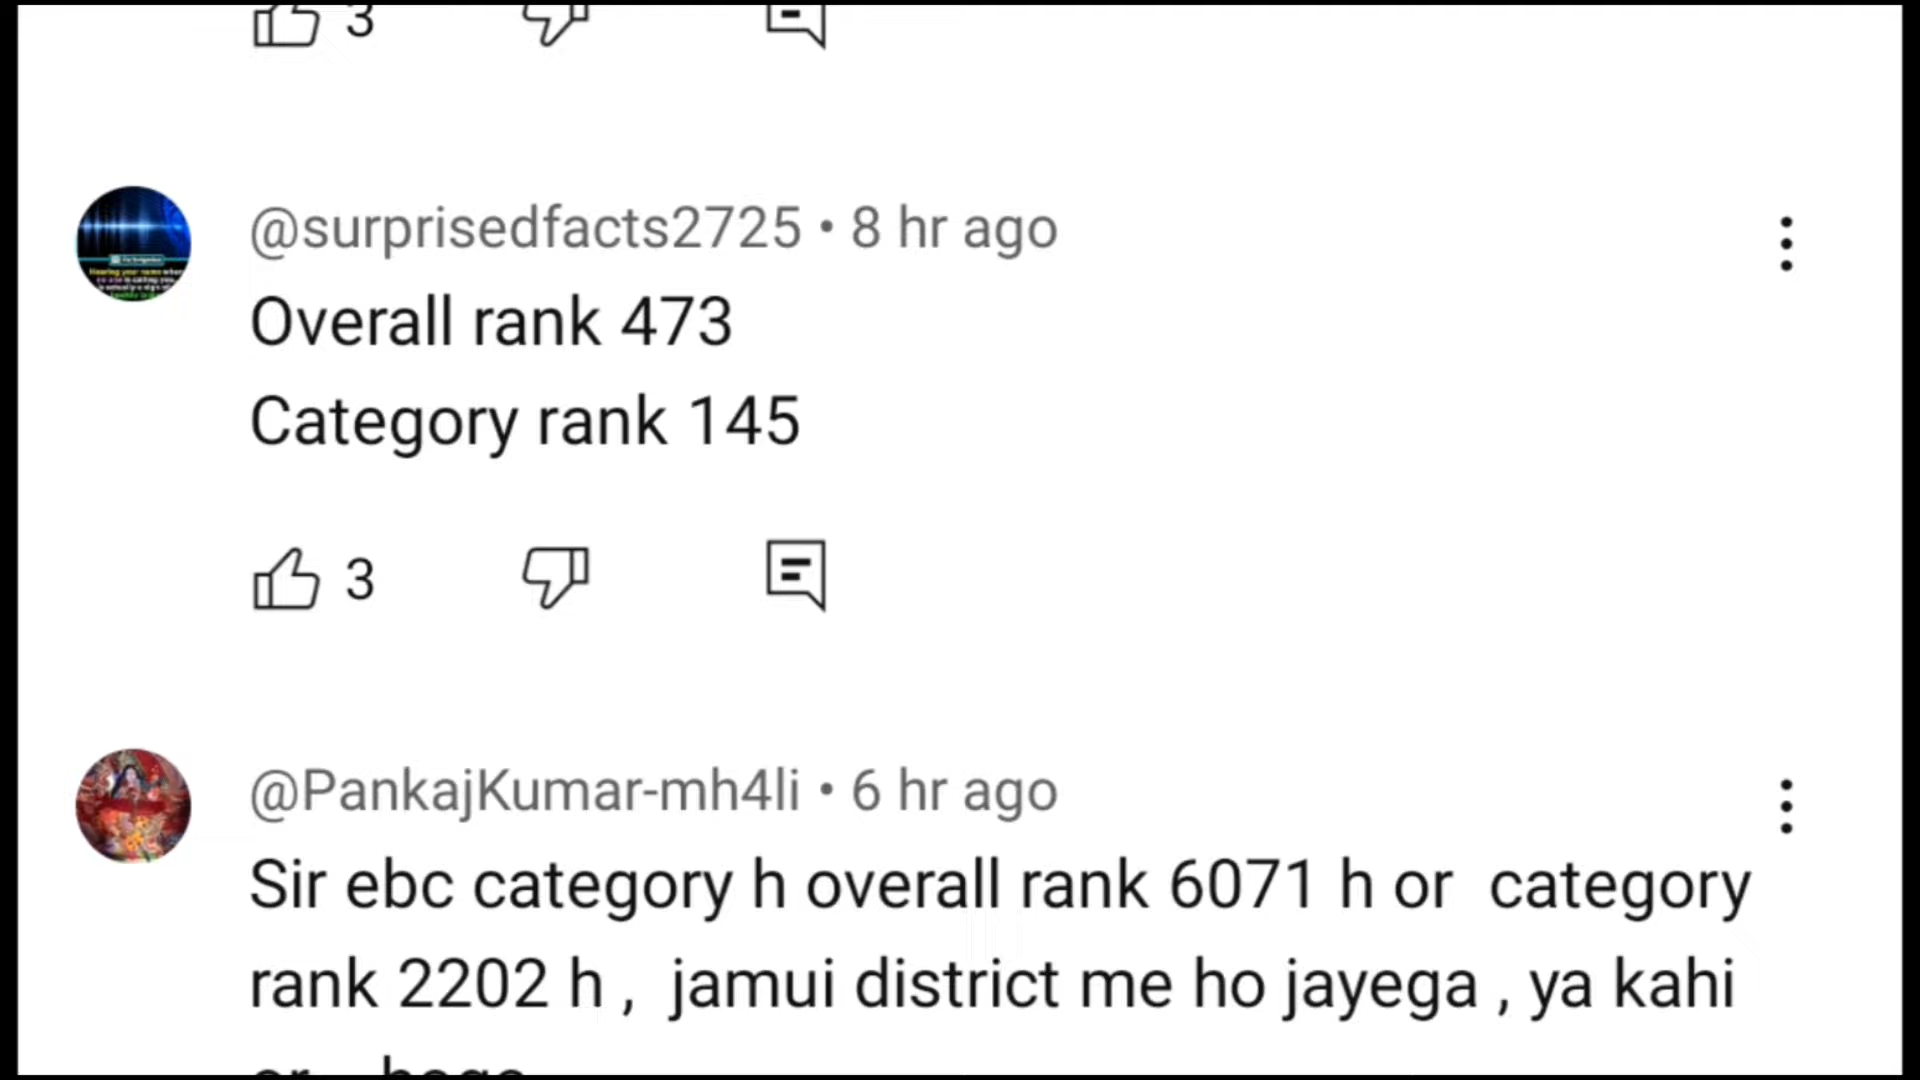 3
@surprisedfacts2725 • 8 hr ago
Overall rank 473
Category rank 145
3
@PankajKumar-mh4li • 6 hr ago
Sir ebc category h overall rank 6071 h or category
rank 2202 h , jamui district me ho jayega , ya kahi